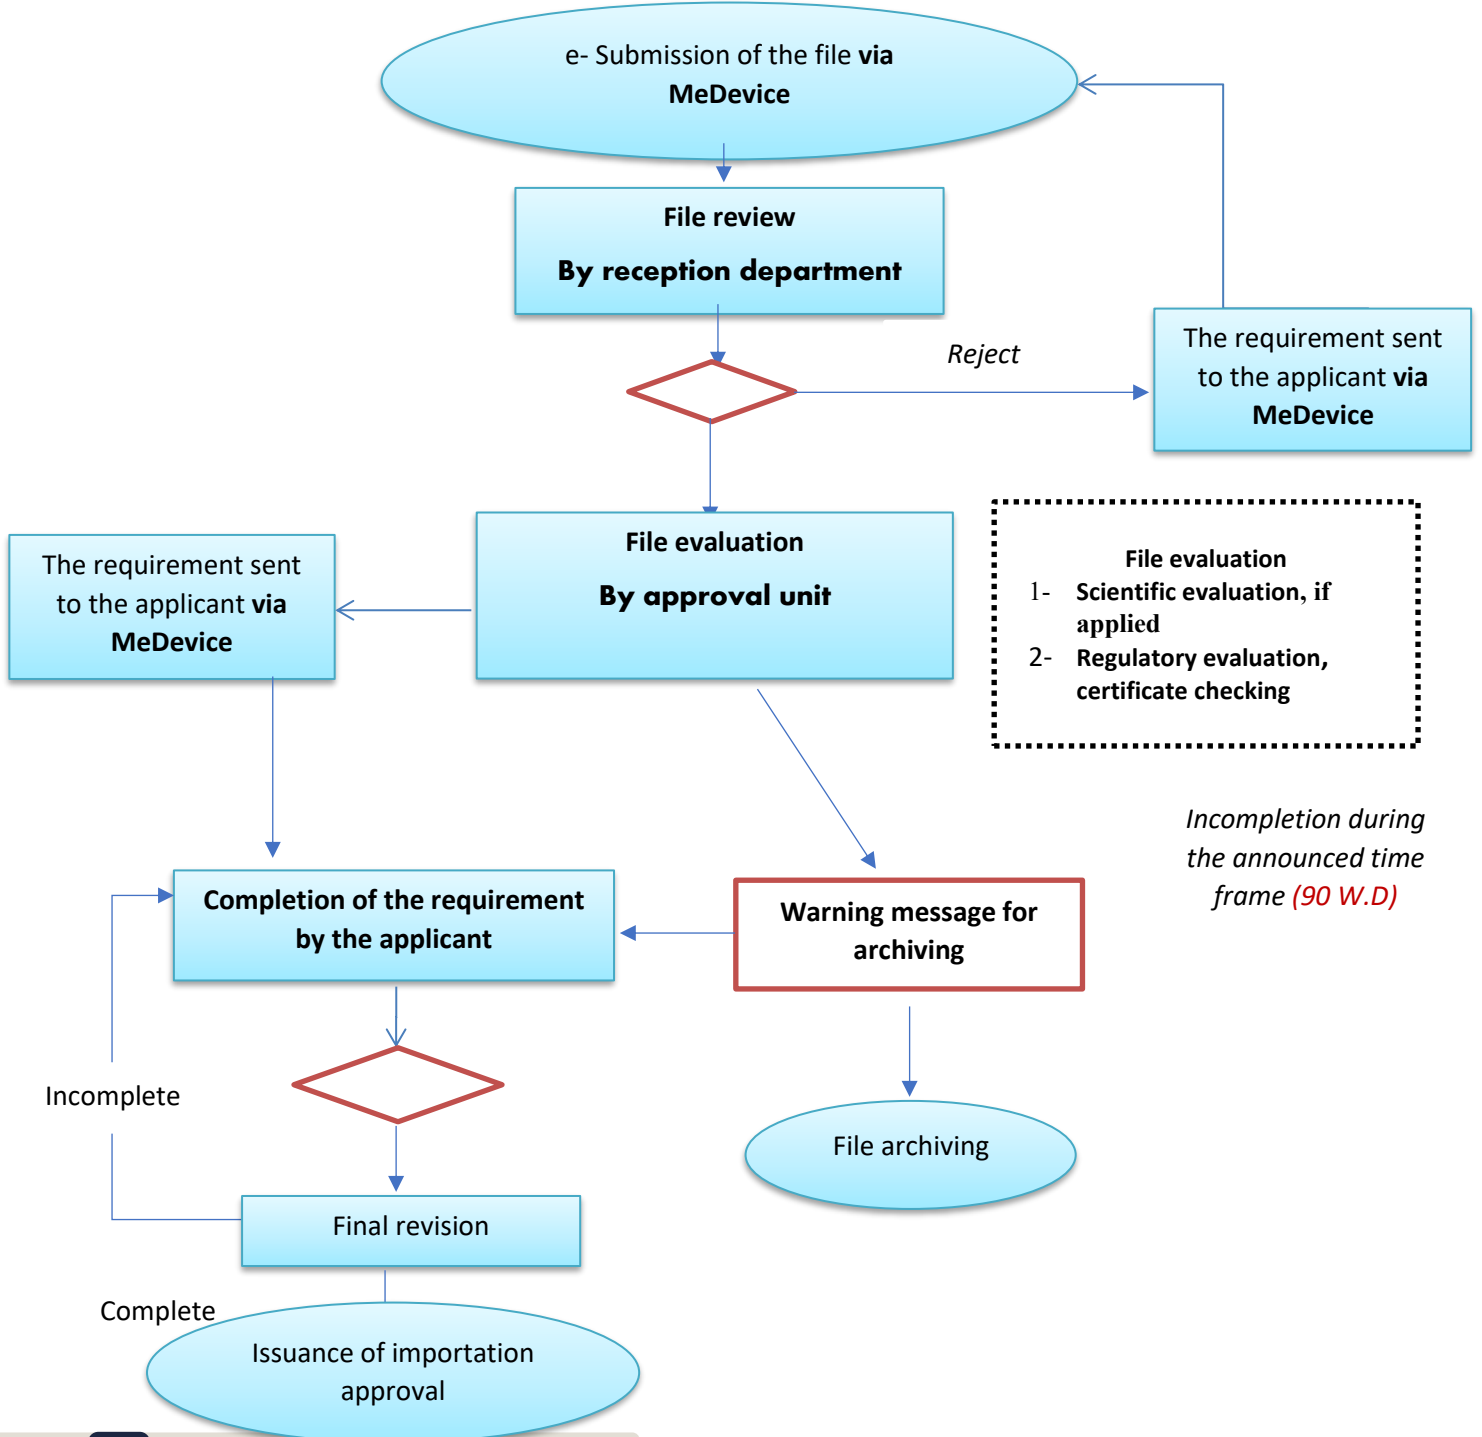 e- Submission of the file via
MeDevice
File review
By reception department
Reject
The requirement sent
to the applicant via
MeDevice
File evaluation
By approval unit
The requirement sent
to the applicant via
MeDevice
File evaluation
1- Scientific evaluation, if
applied
2- Regulatory evaluation,
certificate checking
Incompletion during
the announced time
frame (90 W.D)
Completion of the requirement
by the applicant
Warning message for
archiving
Incomplete
File archiving
Final revision
Complete
Issuance of importation
approval